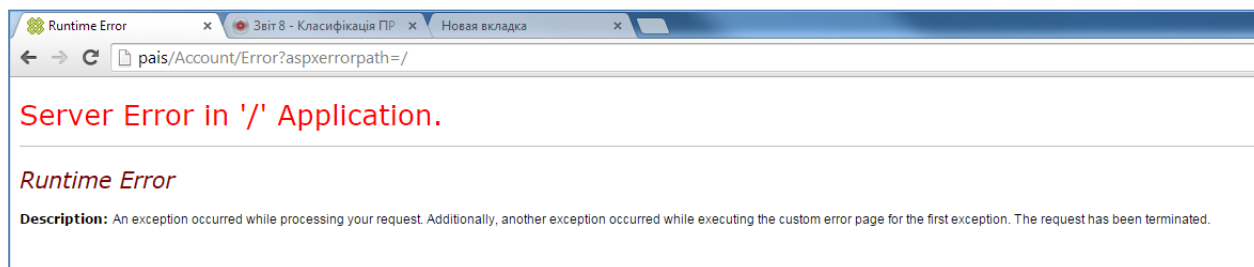 Runtime Error
Звіт 8 - Класифікація ПР
Новая вкладка
pais/Account/Error?aspxerrorpath=/
Server Error in '/' Application.
Runtime Error
Description: An exception occurred while processing your request. Additionally, another exception occurred while executing the custom error page for the first exception. The request has been terminated.